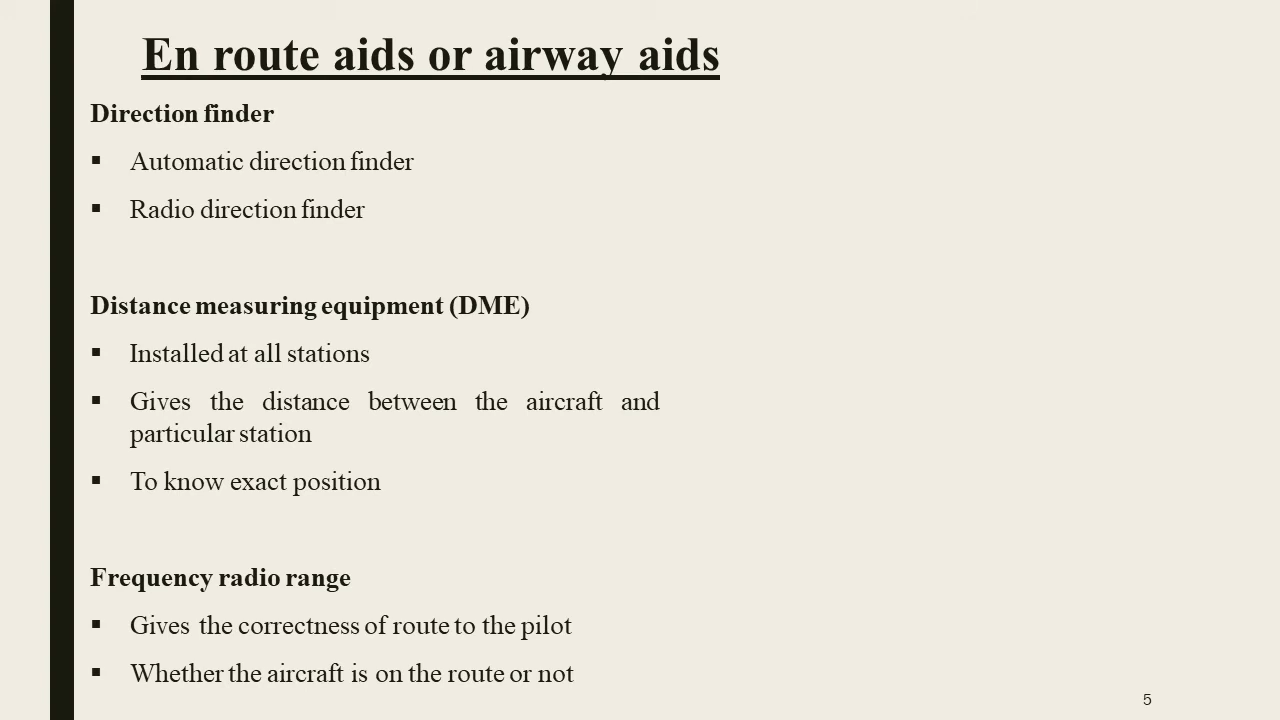 En route aids or airway aids
Direction finder
▪ Automatic direction finder
▪ Radio direction finder
Distance measuring equipment (DME)
▪ Installed at all stations
▪ Gives the distance between the aircraft and
particular station
▪ To know exact position
Frequency radio range
▪ Gives the correctness of route to the pilot
▪ Whether the aircraft is on the route or not
5